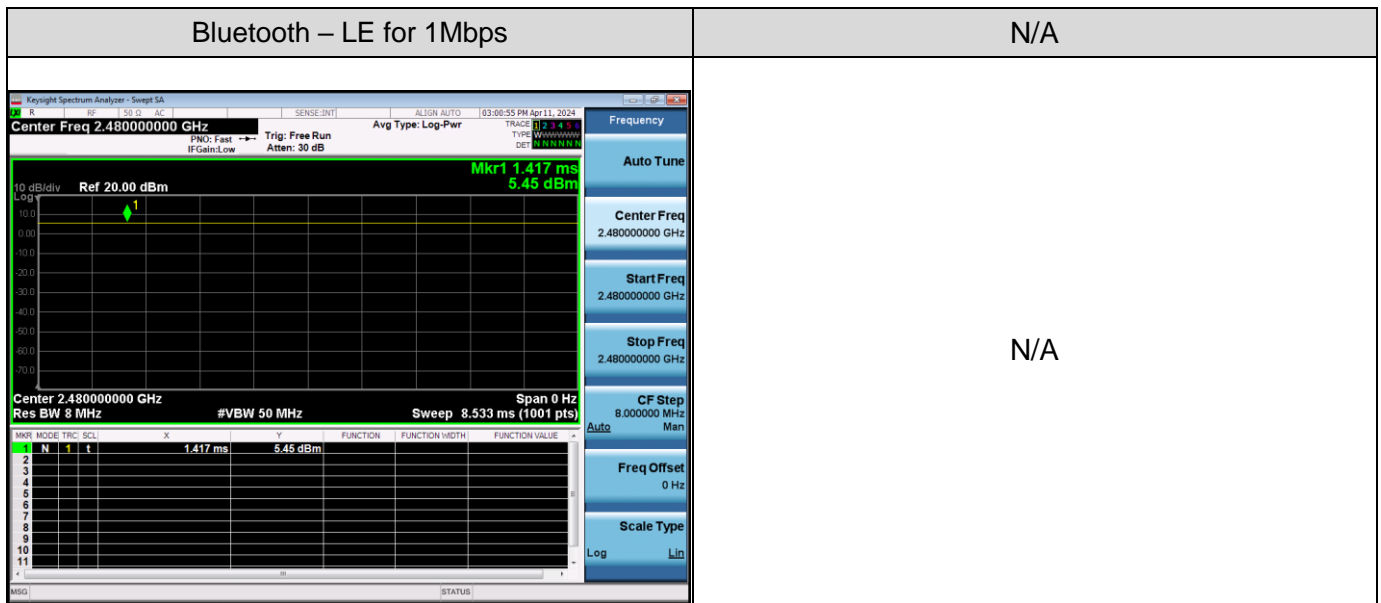 Bluetooth – LE for 1Mbps
N/A
Keysight Spectrum Analyzer - Swept SA
R RF 50 Ω AC SENSE:INT ALIGN AUTO 03:00:55 PM Apr 11, 2024
Center Freq 2.480000000 GHz
PNO: Fast
IFGain:Low
Trig: Free Run
Atten: 30 dB
Avg Type: Log-Pwr
TRACE 1 2 3 4 5 6
TYPE WWWWWW
DET N N N N N N
Mkr1 1.417 ms
5.45 dBm
10 dB/div Ref 20.00 dBm
Log
1
10.0
0.00
-10.0
-20.0
-30.0
-40.0
-50.0
-60.0
-70.0
Center 2.480000000 GHz Span 0 Hz
Res BW 8 MHz #VBW 50 MHz Sweep 8.533 ms (1001 pts)
MKR MODE TRC SCL X Y FUNCTION FUNCTION WIDTH FUNCTION VALUE
1 N 1 t 1.417 ms 5.45 dBm
2
3
4
5
6
7
8
9
10
11
MSG STATUS
Frequency
Auto Tune
Center Freq
2.480000000 GHz
Start Freq
2.480000000 GHz
Stop Freq
2.480000000 GHz
CF Step
8.000000 MHz
Auto Man
Freq Offset
0 Hz
Scale Type
Log Lin
N/A